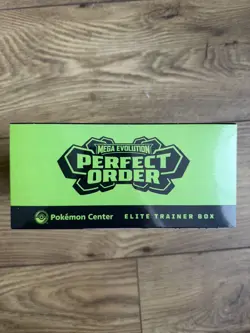 MEGA EVOLUTION
PERFECT
ORDER
Pokémon Center ELITE TRAINER BOX